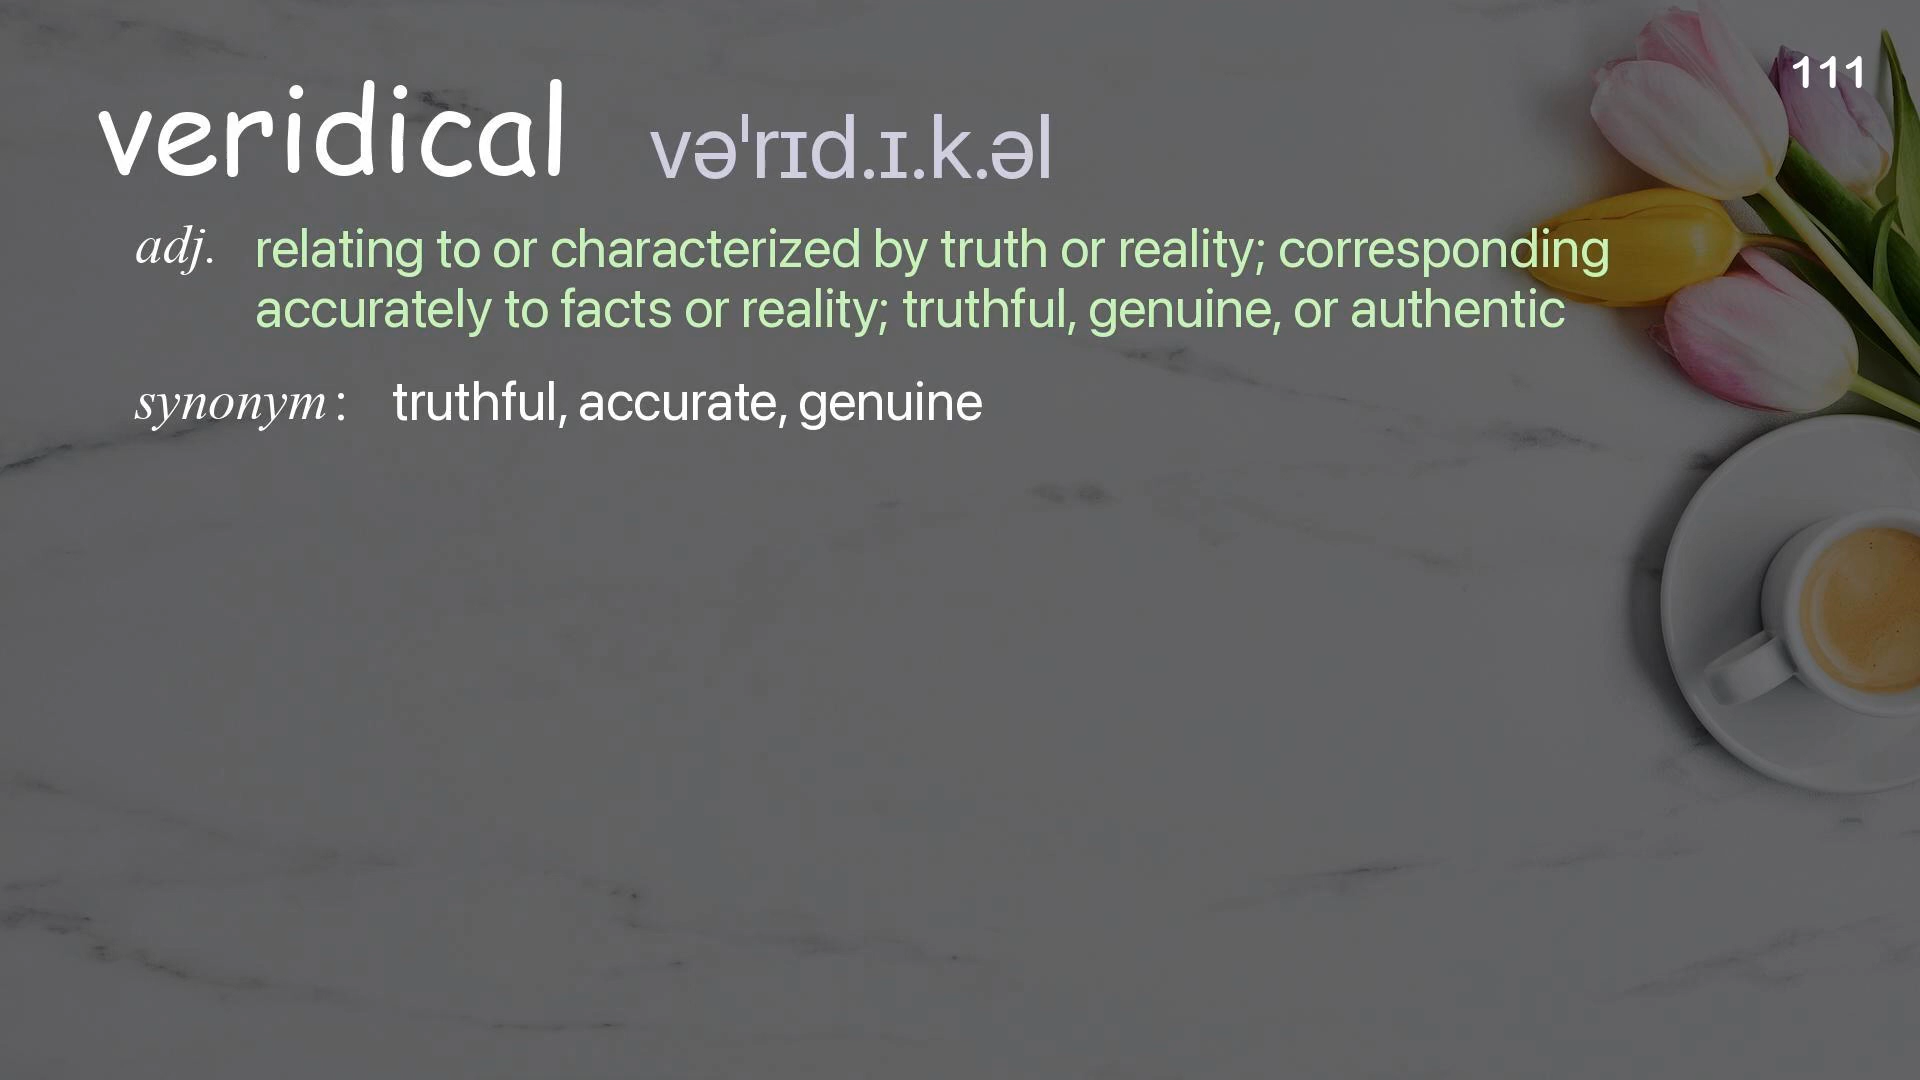 111
veridical vəˈrɪd.ɪ.k.əl
adj. relating to or characterized by truth or reality; corresponding
accurately to facts or reality; truthful, genuine, or authentic
synonym: truthful, accurate, genuine